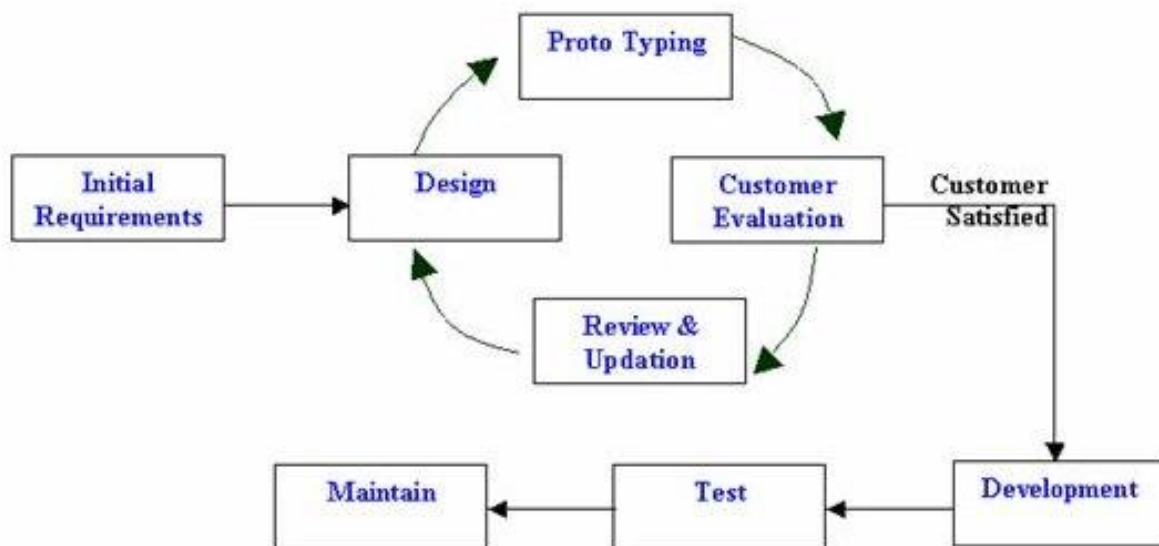 Proto Typing
Initial
Requirements
Design
Customer
Evaluation
Customer
Satisfied
Review &
Updation
Maintain
Test
Development